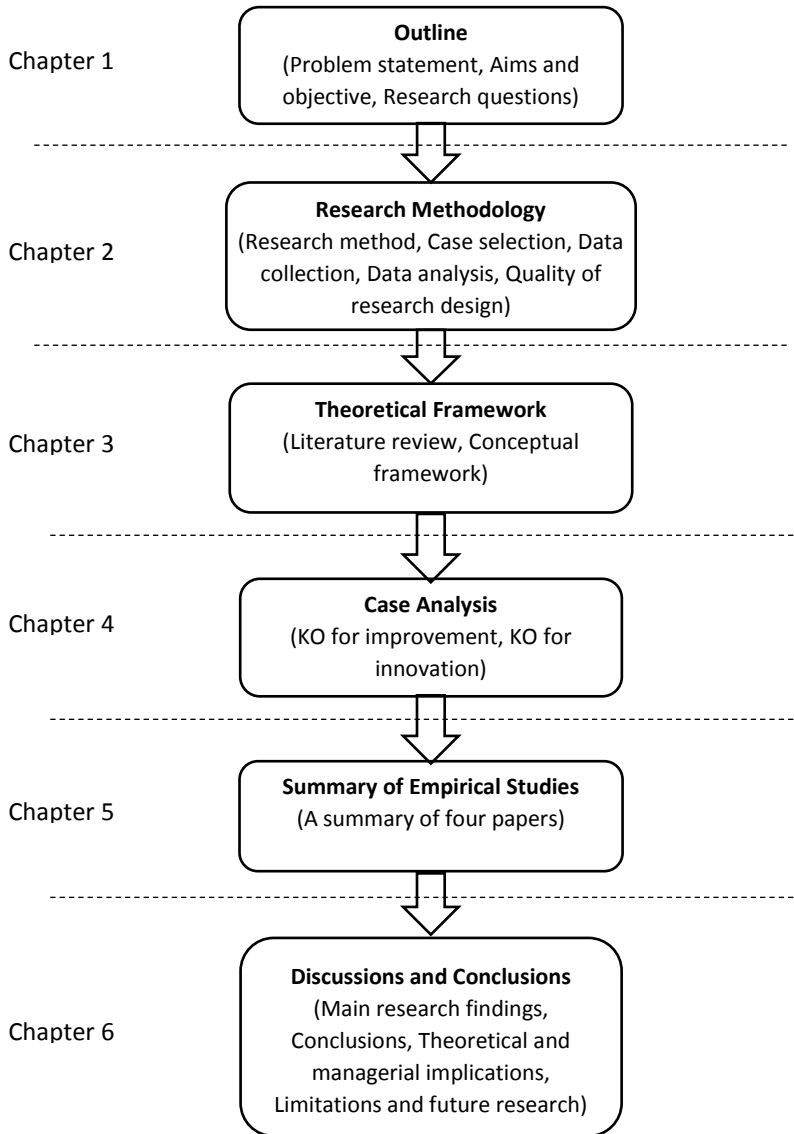 Chapter 1
Outline
(Problem statement, Aims and
objective, Research questions)
Chapter 2
Research Methodology
(Research method, Case selection, Data
collection, Data analysis, Quality of
research design)
Chapter 3
Theoretical Framework
(Literature review, Conceptual
framework)
Chapter 4
Case Analysis
(KO for improvement, KO for
innovation)
Chapter 5
Summary of Empirical Studies
(A summary of four papers)
Chapter 6
Discussions and Conclusions
(Main research findings,
Conclusions, Theoretical and
managerial implications,
Limitations and future research)